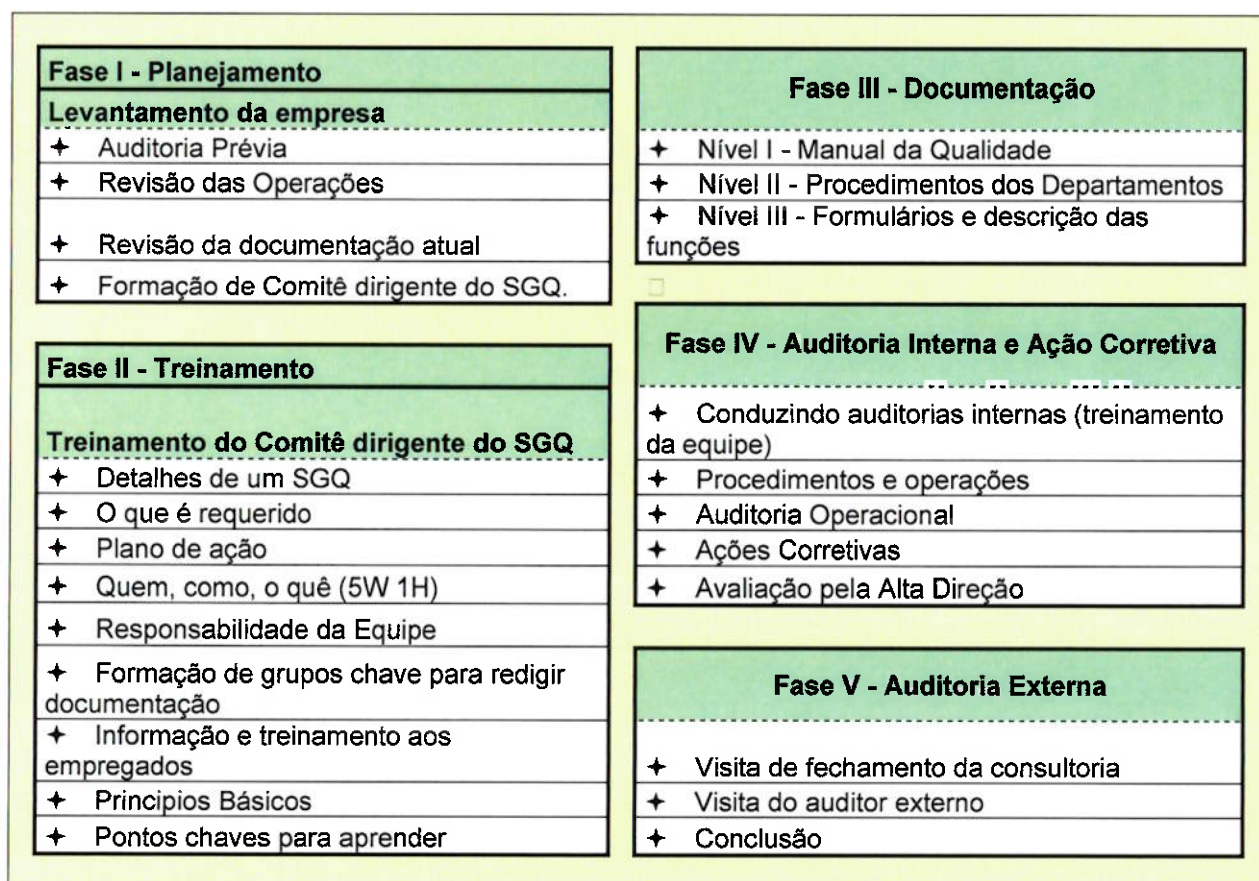 Fase I - Planejamento
Levantamento da empresa
✦ Auditoria Prévia
✦ Revisão das Operações
✦ Revisão da documentação atual
✦ Formação de Comitê dirigente do SGQ.
Fase II - Treinamento
Treinamento do Comitê dirigente do SGQ
✦ Detalhes de um SGQ
✦ O que é requerido
✦ Plano de ação
✦ Quem, como, o quê (5W 1H)
✦ Responsabilidade da Equipe
✦ Formação de grupos chave para redigir
documentação
✦ Informação e treinamento aos
empregados
✦ Principios Básicos
✦ Pontos chaves para aprender
Fase III - Documentação
✦ Nível I - Manual da Qualidade
✦ Nível II - Procedimentos dos Departamentos
✦ Nível III - Formulários e descrição das
funções
Fase IV - Auditoria Interna e Ação Corretiva
✦ Conduzindo auditorias internas (treinamento
da equipe)
✦ Procedimentos e operações
✦ Auditoria Operacional
✦ Ações Corretivas
✦ Avaliação pela Alta Direção
Fase V - Auditoria Externa
✦ Visita de fechamento da consultoria
✦ Visita do auditor externo
✦ Conclusão